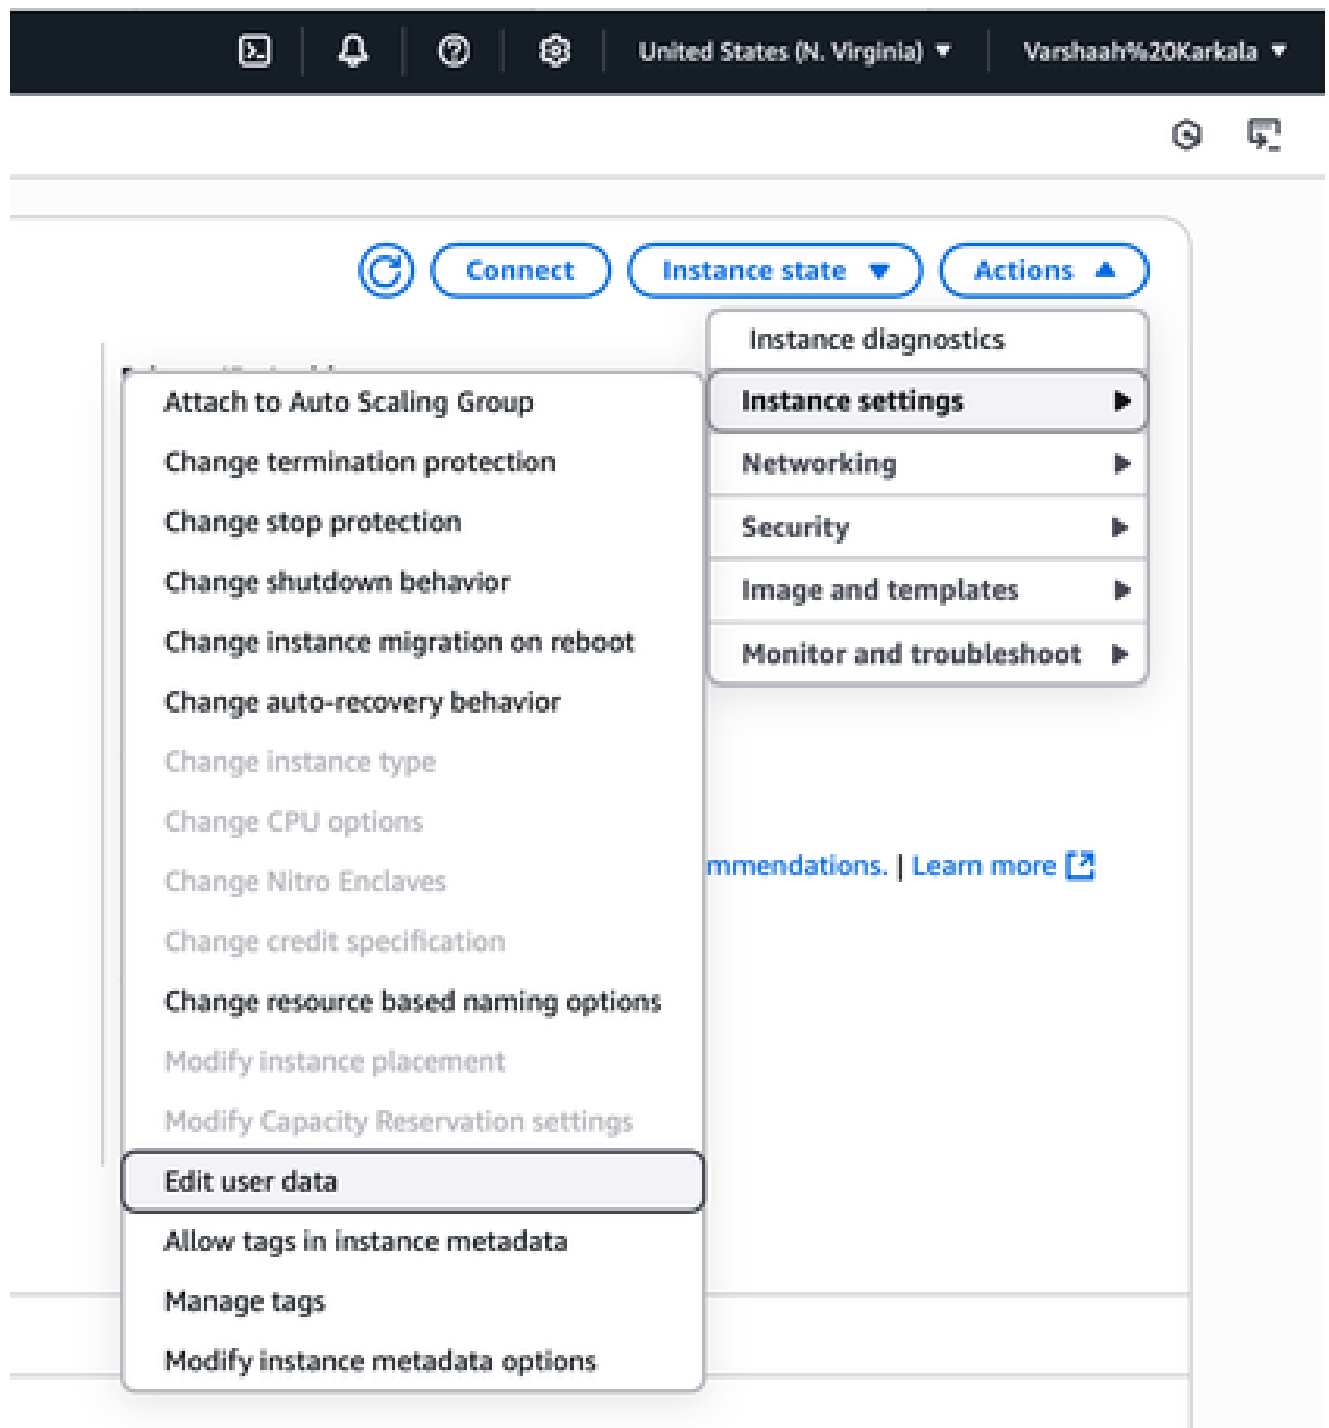 United States (N. Virginia)
Varshaah%20Karkala
Connect
Instance state
Actions
Instance diagnostics
Instance settings
Networking
Security
Image and templates
Monitor and troubleshoot
Attach to Auto Scaling Group
Change termination protection
Change stop protection
Change shutdown behavior
Change instance migration on reboot
Change auto-recovery behavior
Change instance type
Change CPU options
Change Nitro Enclaves
Change credit specification
Change resource based naming options
Modify instance placement
Modify Capacity Reservation settings
Edit user data
Allow tags in instance metadata
Manage tags
Modify instance metadata options
mmendations. | Learn more